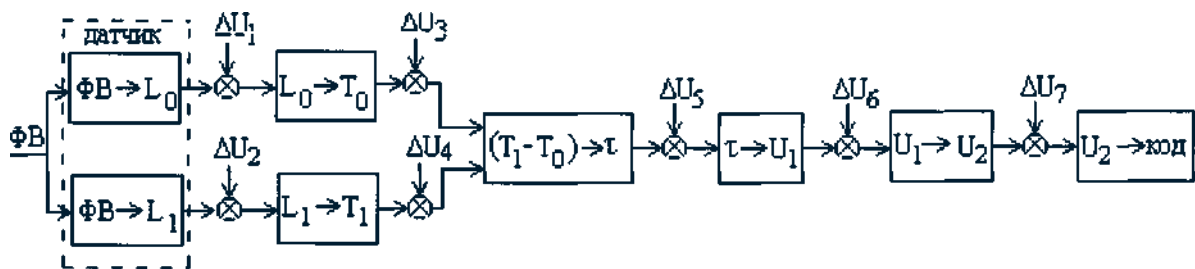 датчик
ΔU₁
ΔU₃
ФВ→L₀
L₀→T₀
ΔU₅
ΔU₆
ΔU₇
ФВ
ΔU₂
ΔU₄
(T₁-T₀)→τ
τ→U₁
U₁→U₂
U₂→код
ФВ→L₁
L₁→T₁